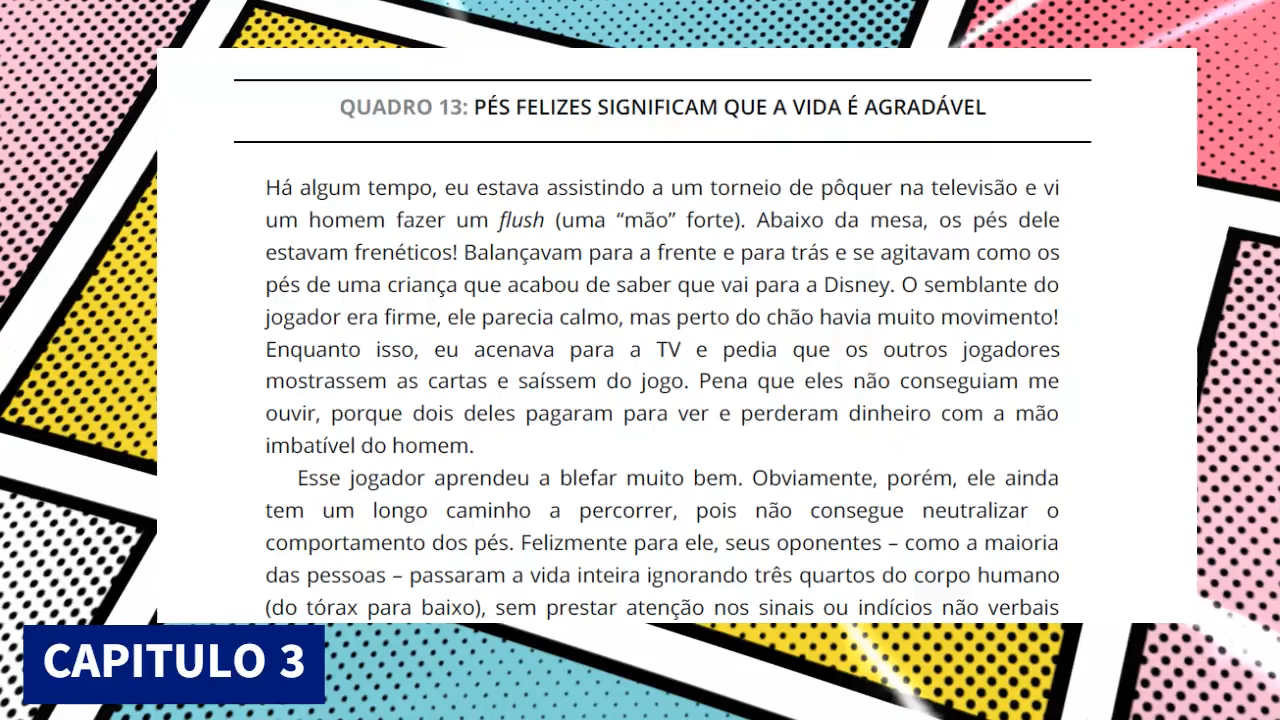 QUADRO 13: PÉS FELIZES SIGNIFICAM QUE A VIDA É AGRADÁVEL
Há algum tempo, eu estava assistindo a um torneio de pôquer na televisão e vi
um homem fazer um flush (uma “mão” forte). Abaixo da mesa, os pés dele
estavam frenéticos! Balançavam para a frente e para trás e se agitavam como os
pés de uma criança que acabou de saber que vai para a Disney. O semblante do
jogador era firme, ele parecia calmo, mas perto do chão havia muito movimento!
Enquanto isso, eu acenava para a TV e pedia que os outros jogadores
mostrassem as cartas e saíssem do jogo. Pena que eles não conseguiam me
ouvir, porque dois deles pagaram para ver e perderam dinheiro com a mão
imbatível do homem.
Esse jogador aprendeu a blefar muito bem. Obviamente, porém, ele ainda
tem um longo caminho a percorrer, pois não consegue neutralizar o
comportamento dos pés. Felizmente para ele, seus oponentes – como a maioria
das pessoas – passaram a vida inteira ignorando três quartos do corpo humano
(do tórax para baixo), sem prestar atenção nos sinais ou indícios não verbais
CAPITULO 3